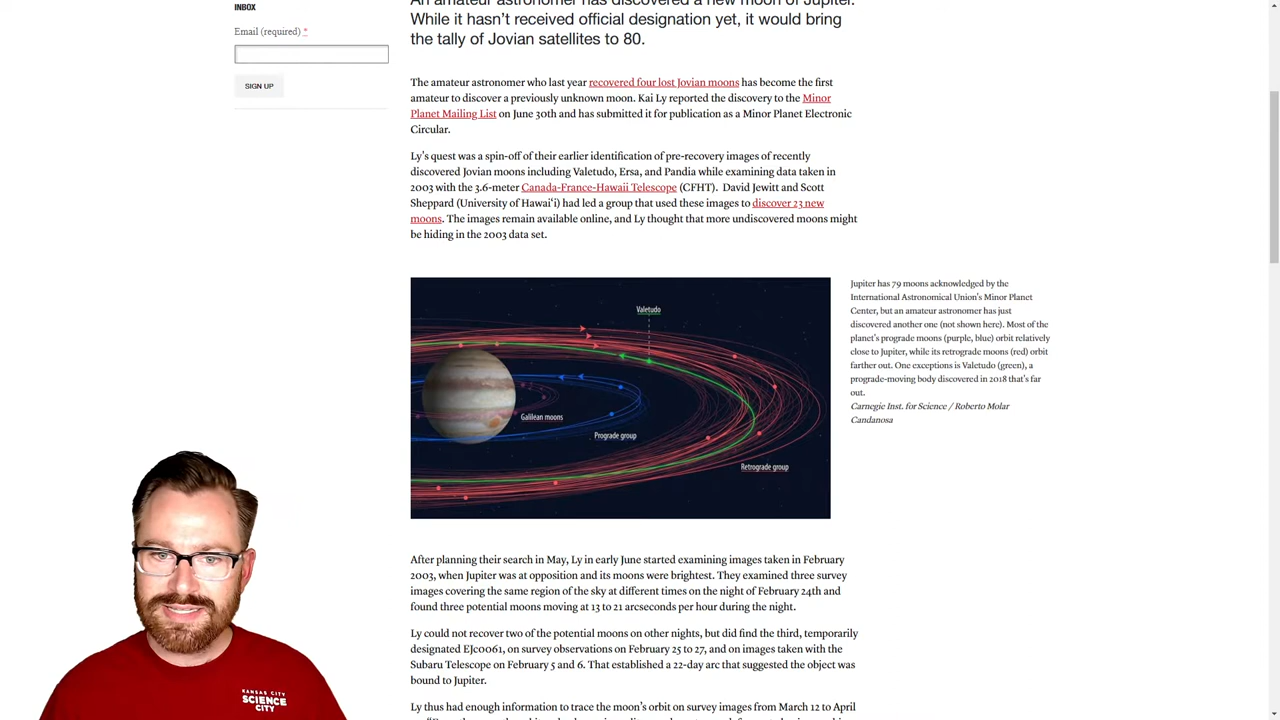 INBOX
Email (required) *
SIGN UP
An amateur astronomer has discovered a new moon of Jupiter.
While it hasn't received official designation yet, it would bring
the tally of Jovian satellites to 80.
The amateur astronomer who last year recovered four lost Jovian moons has become the first
amateur to discover a previously unknown moon. Kai Ly reported the discovery to the Minor
Planet Mailing List on June 30th and has submitted it for publication as a Minor Planet Electronic
Circular.
Ly's quest was a spin-off of their earlier identification of pre-recovery images of recently
discovered Jovian moons including Valetudo, Ersa, and Pandia while examining data taken in
2003 with the 3.6-meter Canada-France-Hawaii Telescope (CFHT). David Jewitt and Scott
Sheppard (University of Hawai‘i) had led a group that used these images to discover 23 new
moons. The images remain available online, and Ly thought that more undiscovered moons might
be hiding in the 2003 data set.
Valetudo
Galilean moons
Prograde group
Retrograde group
Jupiter has 79 moons acknowledged by the
International Astronomical Union's Minor Planet
Center, but an amateur astronomer has just
discovered another one (not shown here). Most of the
planet's prograde moons (purple, blue) orbit relatively
close to Jupiter, while its retrograde moons (red) orbit
farther out. One exceptions is Valetudo (green), a
prograde-moving body discovered in 2018 that's far
out.
Carnegie Inst. for Science / Roberto Molar
Candanosa
After planning their search in May, Ly in early June started examining images taken in February
2003, when Jupiter was at opposition and its moons were brightest. They examined three survey
images covering the same region of the sky at different times on the night of February 24th and
found three potential moons moving at 13 to 21 arcseconds per hour during the night.
Ly could not recover two of the potential moons on other nights, but did find the third, temporarily
designated EJc0061, on survey observations on February 25 to 27, and on images taken with the
Subaru Telescope on February 5 and 6. That established a 22-day arc that suggested the object was
bound to Jupiter.
Ly thus had enough information to trace the moon's orbit on survey images from March 12 to April
KANSAS CITY
SCIENCE
CITY